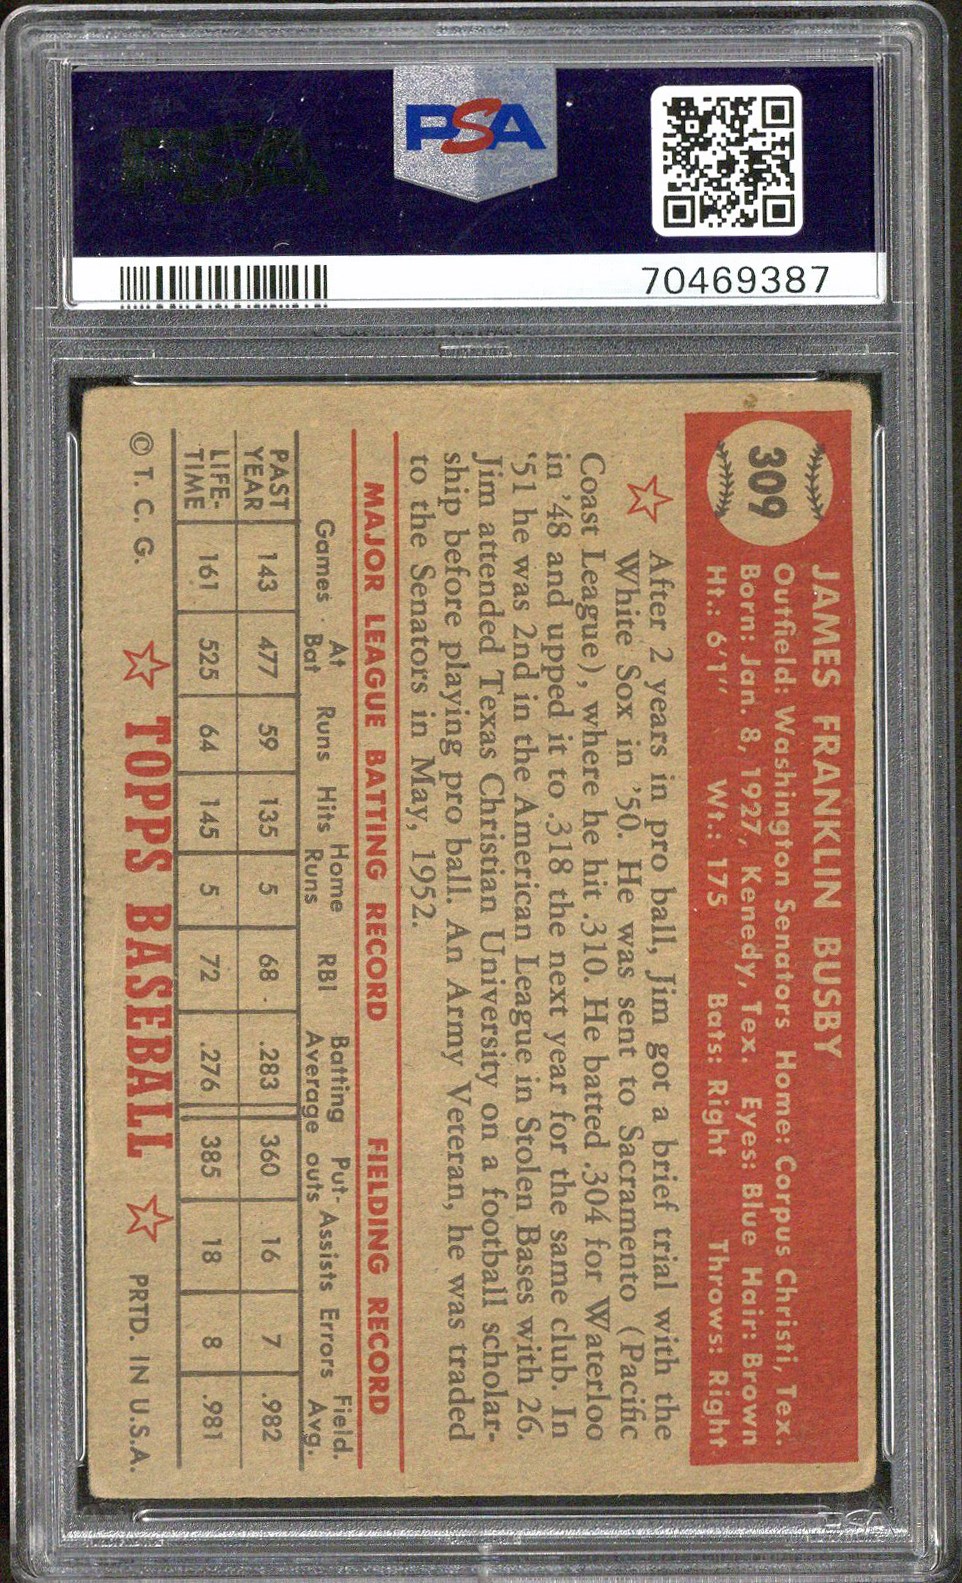 PSA
PSA
70469387
309
JAMES FRANKLIN BUSBY
Outfield: Washington Senators Home: Corpus Christi, Tex.
Born: Jan. 8, 1927, Kenedy, Tex. Eyes: Blue Hair: Brown
Ht.: 6'1" Wt.: 175 Bats: Right Throws: Right
After 2 years in pro ball, Jim got a brief trial with the
White Sox in '50. He was sent to Sacramento (Pacific
Coast League), where he hit .310. He batted .304 for Waterloo
in '48 and upped it to .318 the next year for the same club. In
'51 he was 2nd in the American League in Stolen Bases with 26.
Jim attended Texas Christian University on a football scholar-
ship before playing pro ball. An Army Veteran, he was traded
to the Senators in May, 1952.
MAJOR LEAGUE BATTING RECORD FIELDING RECORD
Games At Bat Runs Hits Home Runs RBI Batting Average Put-outs Assists Errors Field. Avg.
PAST YEAR 143 477 59 135 5 68 .283 360 16 7 .982
LIFE-TIME 161 525 64 145 5 72 .276 385 18 8 .981
© T. C. G. TOPPS BASEBALL PRTD. IN U.S.A.
PSA